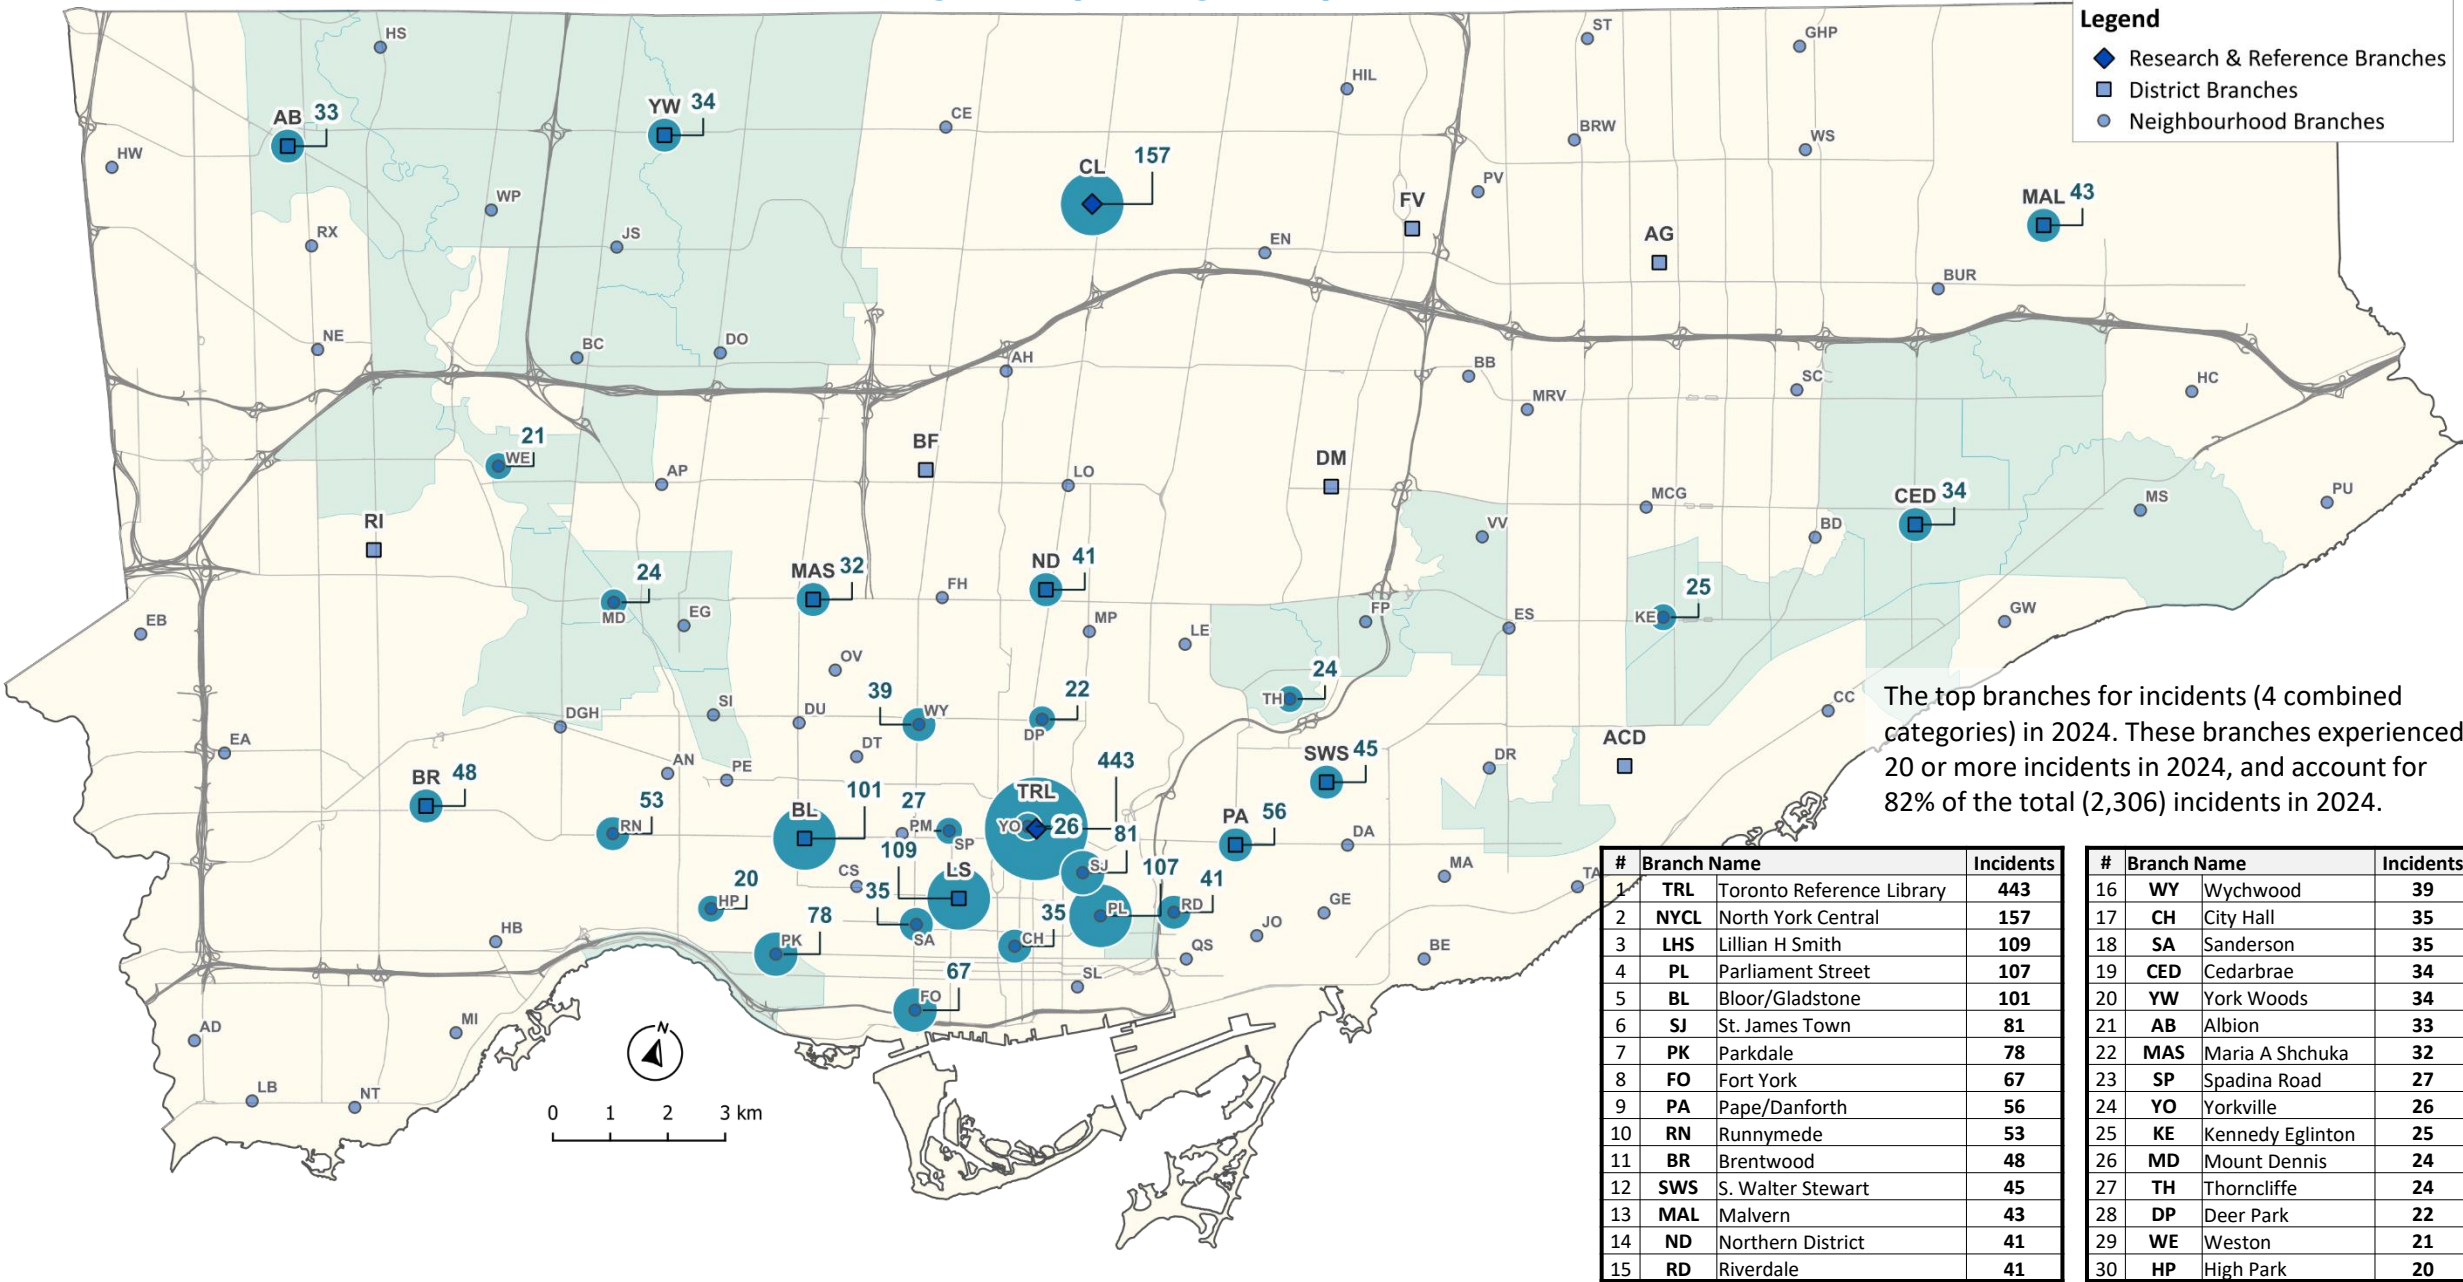 Legend
Research & Reference Branches
District Branches
Neighbourhood Branches
HS
ST
GHP
HIL
AB 33
YW 34
CE
BRW
WS
HW
CL 157
WP
PV
FV
MAL 43
RX
JS
EN
AG
BUR
NE
BC
DO
AH
BB
SC
HC
MRV
21
WE
AP
BF
LO
DM
MCG
CED 34
MS
PU
RI
VV
BD
24
MD
MAS 32
ND 41
FH
EG
25
KE
EB
MP
LE
FP
ES
GW
OV
24
TH
39
WY
22
DP
SI
DU
DGH
CC
EA
DT
AN
PE
SWS 45
DR
ACD
The top branches for incidents (4 combined
categories) in 2024. These branches experienced
20 or more incidents in 2024, and account for
82% of the total (2,306) incidents in 2024.
BR 48
53
RN
BL 101
27
PM
SP
TRL 443
YO 26
81
SJ
PA 56
DA
109
LS
CS
35
SA
107
PL
41
RD
MA
TA
GE
20
HP
78
PK
35
CH
JO
HB
QS
BE
67
FO
SL
AD
MI
LB
NT
N
0 1 2 3 km
# Branch Name Incidents
1 TRL Toronto Reference Library 443
2 NYCL North York Central 157
3 LHS Lillian H Smith 109
4 PL Parliament Street 107
5 BL Bloor/Gladstone 101
6 SJ St. James Town 81
7 PK Parkdale 78
8 FO Fort York 67
9 PA Pape/Danforth 56
10 RN Runnymede 53
11 BR Brentwood 48
12 SWS S. Walter Stewart 45
13 MAL Malvern 43
14 ND Northern District 41
15 RD Riverdale 41
# Branch Name Incidents
16 WY Wychwood 39
17 CH City Hall 35
18 SA Sanderson 35
19 CED Cedarbrae 34
20 YW York Woods 34
21 AB Albion 33
22 MAS Maria A Shchuka 32
23 SP Spadina Road 27
24 YO Yorkville 26
25 KE Kennedy Eglinton 25
26 MD Mount Dennis 24
27 TH Thorncliffe 24
28 DP Deer Park 22
29 WE Weston 21
30 HP High Park 20